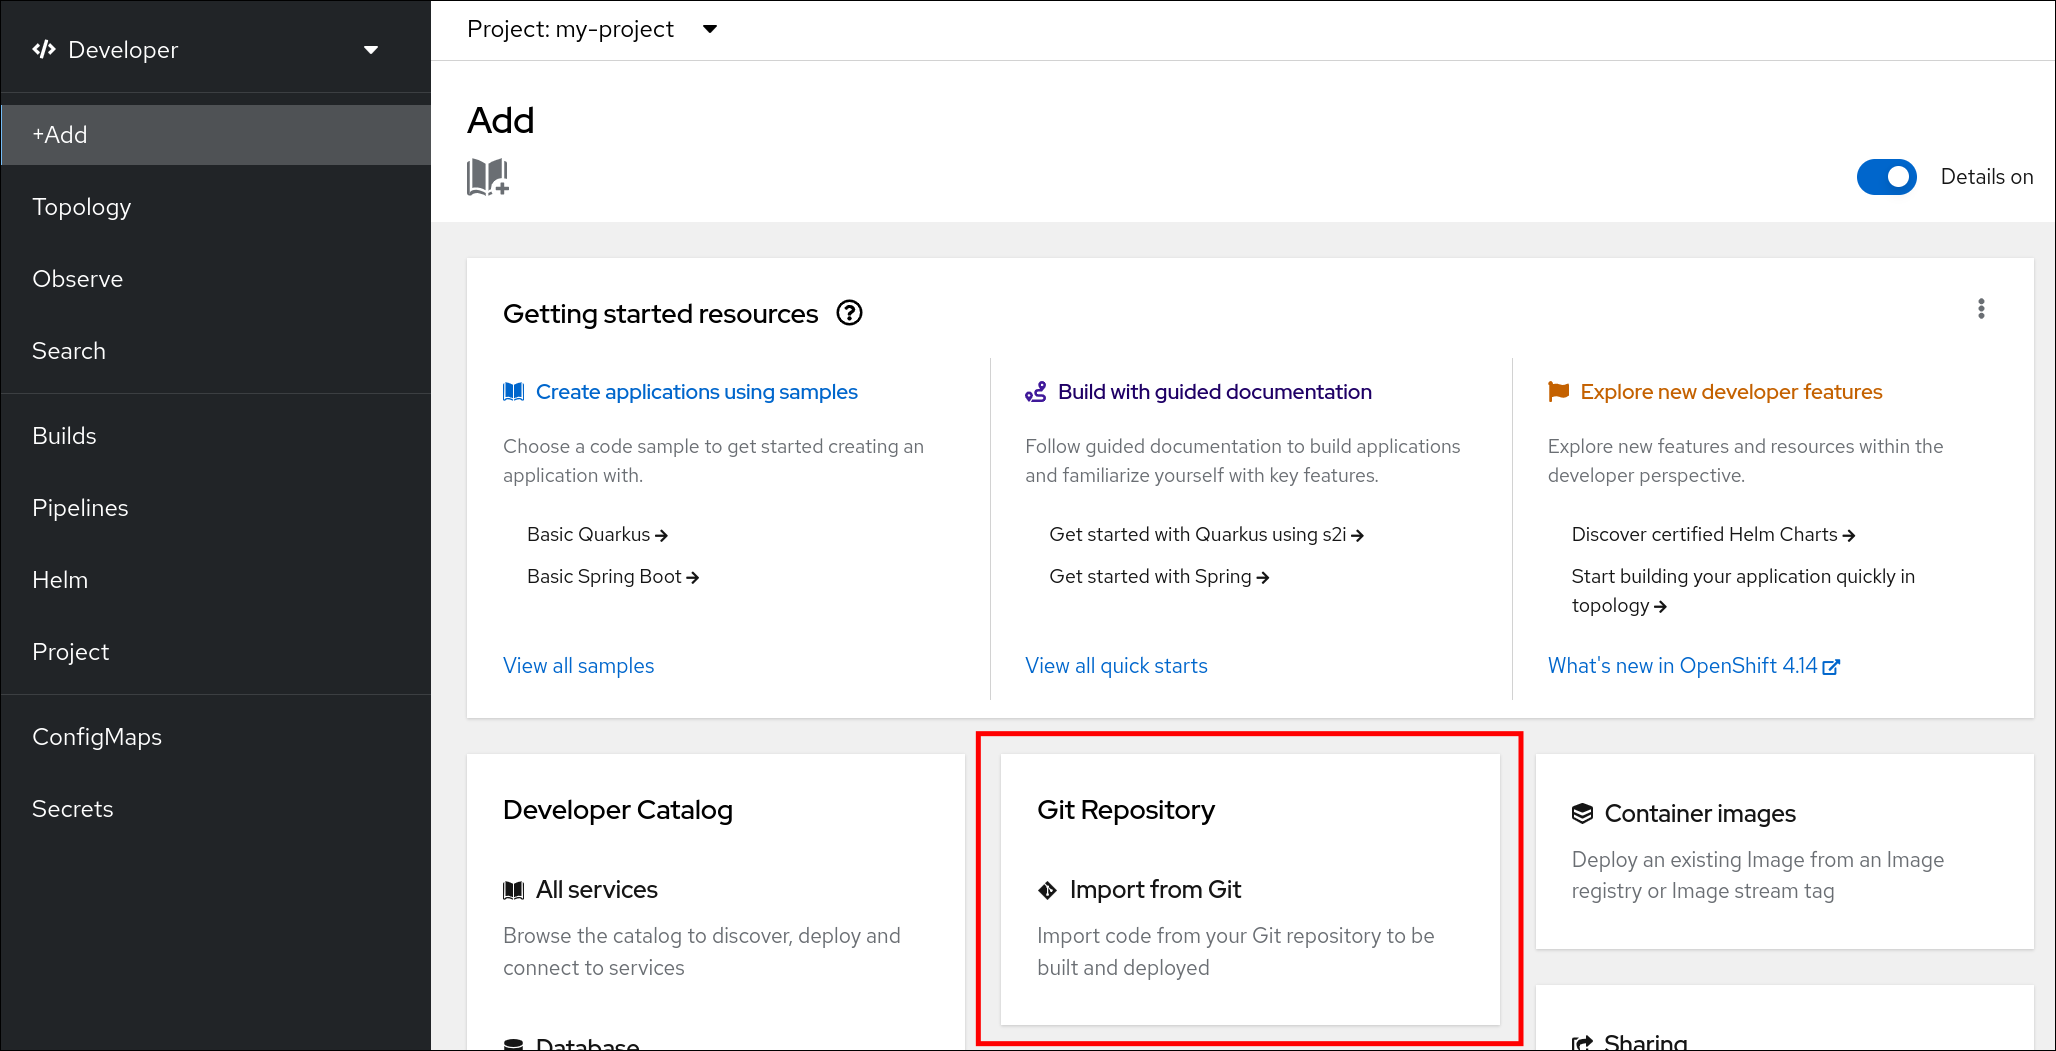 Developer
+Add
Topology
Observe
Search
Builds
Pipelines
Helm
Project
ConfigMaps
Secrets
Project: my-project
Add
Details on
Getting started resources
Create applications using samples
Choose a code sample to get started creating an
application with.
Basic Quarkus
Basic Spring Boot
View all samples
Build with guided documentation
Follow guided documentation to build applications
and familiarize yourself with key features.
Get started with Quarkus using s2i
Get started with Spring
View all quick starts
Explore new developer features
Explore new features and resources within the
developer perspective.
Discover certified Helm Charts
Start building your application quickly in
topology
What's new in OpenShift 4.14
Developer Catalog
All services
Browse the catalog to discover, deploy and
connect to services
Database
Git Repository
Import from Git
Import code from your Git repository to be
built and deployed
Container images
Deploy an existing Image from an Image
registry or Image stream tag
Sharing